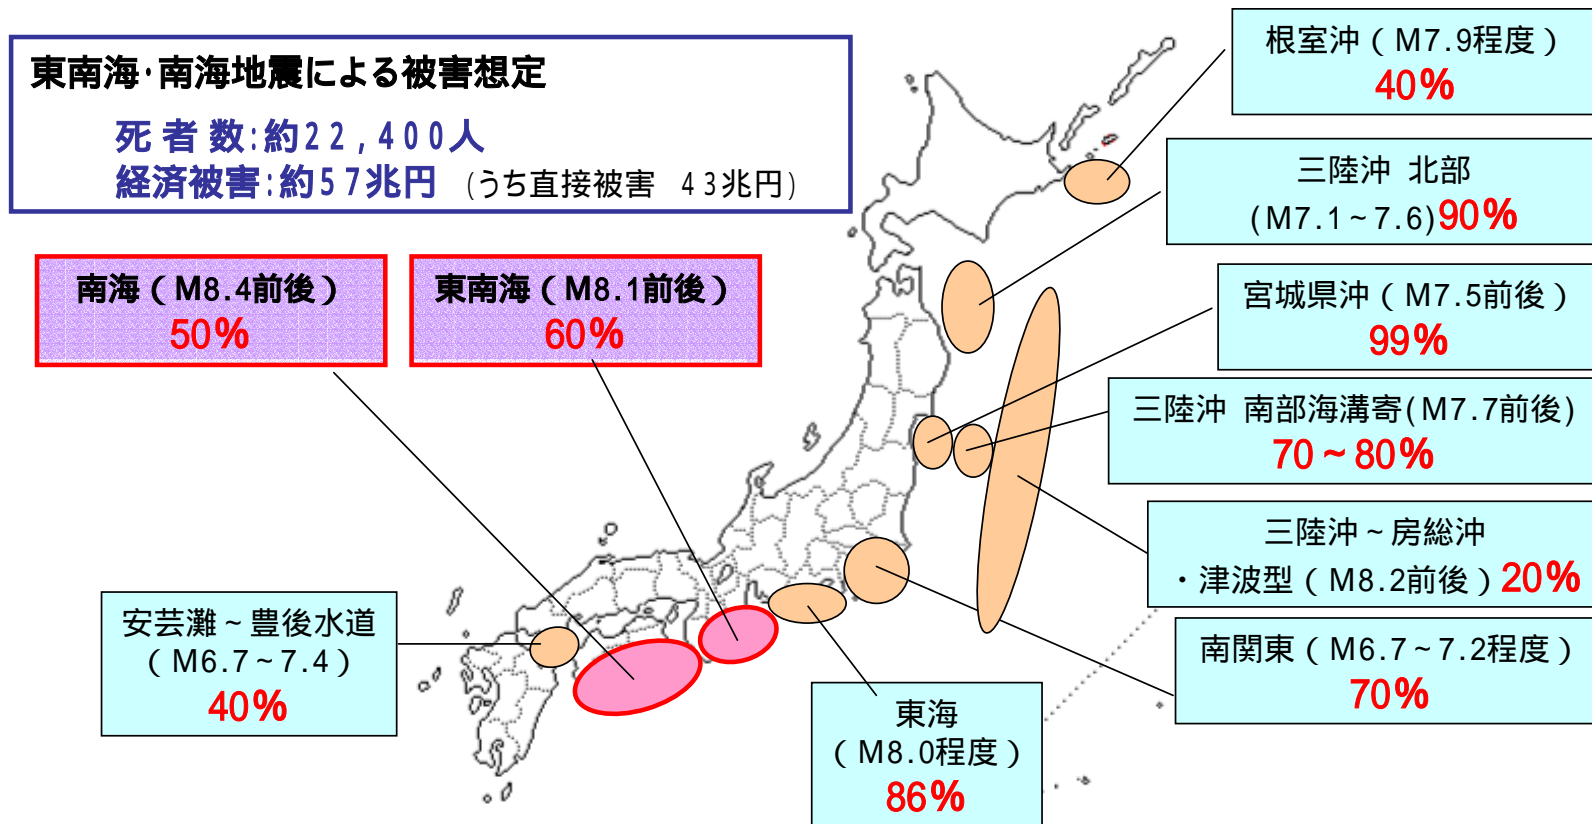 東南海・南海地震による被害想定
死者数:約22,400人
経済被害:約57兆円 (うち直接被害 43兆円)
南海(M8.4前後)
50%
東南海(M8.1前後)
60%
根室沖(M7.9程度)
40%
三陸沖 北部
(M7.1~7.6)90%
宮城県沖(M7.5前後)
99%
三陸沖 南部海溝寄(M7.7前後)
70~80%
三陸沖~房総沖
・津波型(M8.2前後)20%
南関東(M6.7~7.2程度)
70%
安芸灘~豊後水道
(M6.7~7.4)
40%
東海
(M8.0程度)
86%